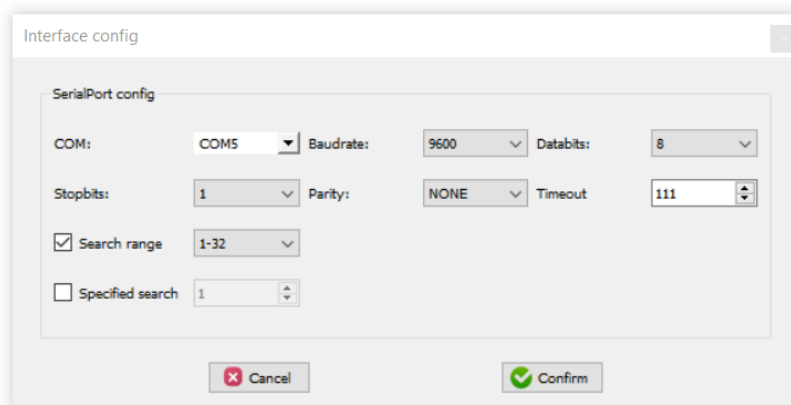 Interface config
SerialPort config
COM: COM5 Baudrate: 9600 Databits: 8
Stopbits: 1 Parity: NONE Timeout 111
Search range 1-32
Specified search 1
Cancel Confirm